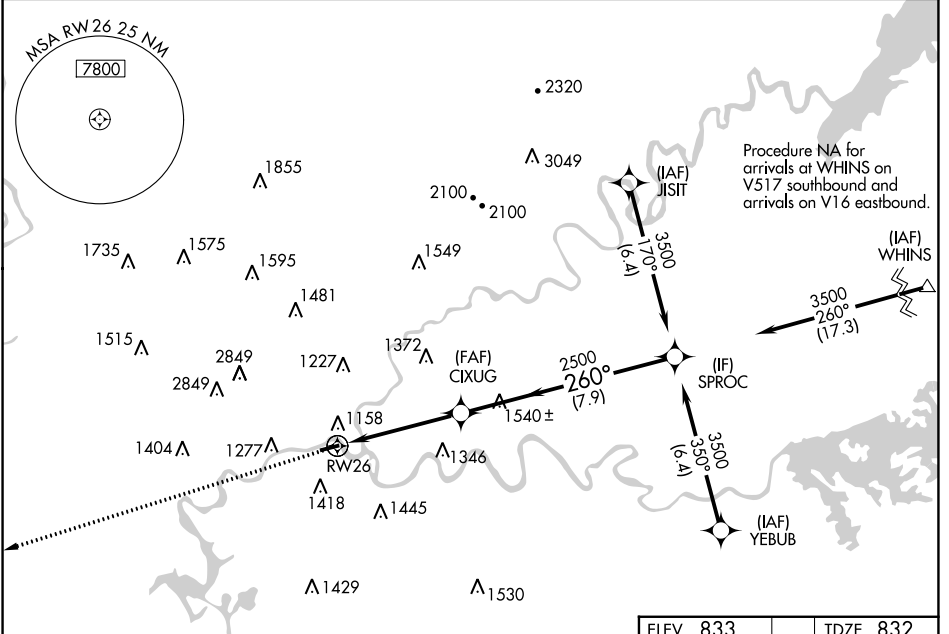 MSA RW26 25 NM
7800
2320
3049
1855
2100
2100
(IAF)
JISIT
Procedure NA for
arrivals at WHINS on
V517 southbound and
arrivals on V16 eastbound.
(IAF)
WHINS
1735
1575
1595
1549
1481
3500
170°
(6.4)
3500
260°
(17.3)
1515
2849
2849
1227
1372
(FAF)
CIXUG
2500
260°
(7.9)
(IF)
SPROC
1540±
1158
1404
1277
RW26
1346
3500
350°
(6.4)
1418
1445
(IAF)
YEBUB
1429
1530
ELEV 833
TDZE 832